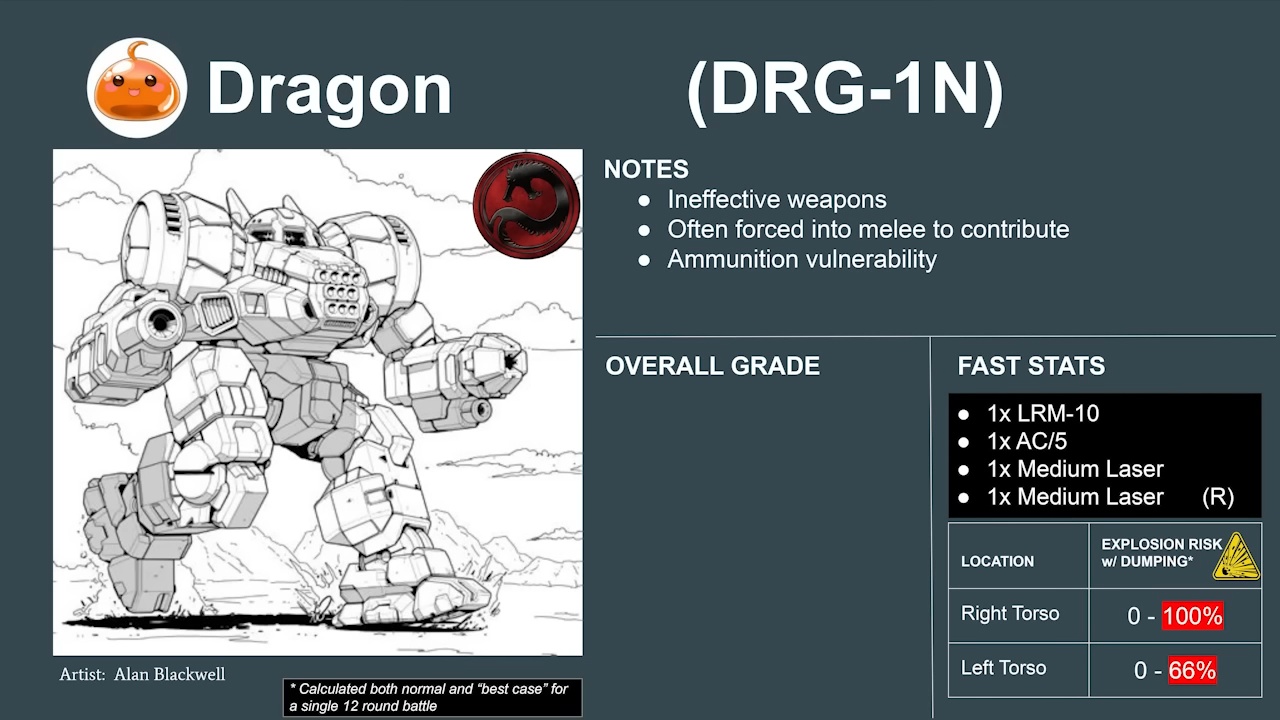 Dragon (DRG-1N)
NOTES
● Ineffective weapons
● Often forced into melee to contribute
● Ammunition vulnerability
OVERALL GRADE
FAST STATS
● 1x LRM-10
● 1x AC/5
● 1x Medium Laser
● 1x Medium Laser (R)
LOCATION
EXPLOSION RISK
w/ DUMPING*
Right Torso
0 - 100%
Left Torso
0 - 66%
Artist: Alan Blackwell
* Calculated both normal and “best case” for
a single 12 round battle